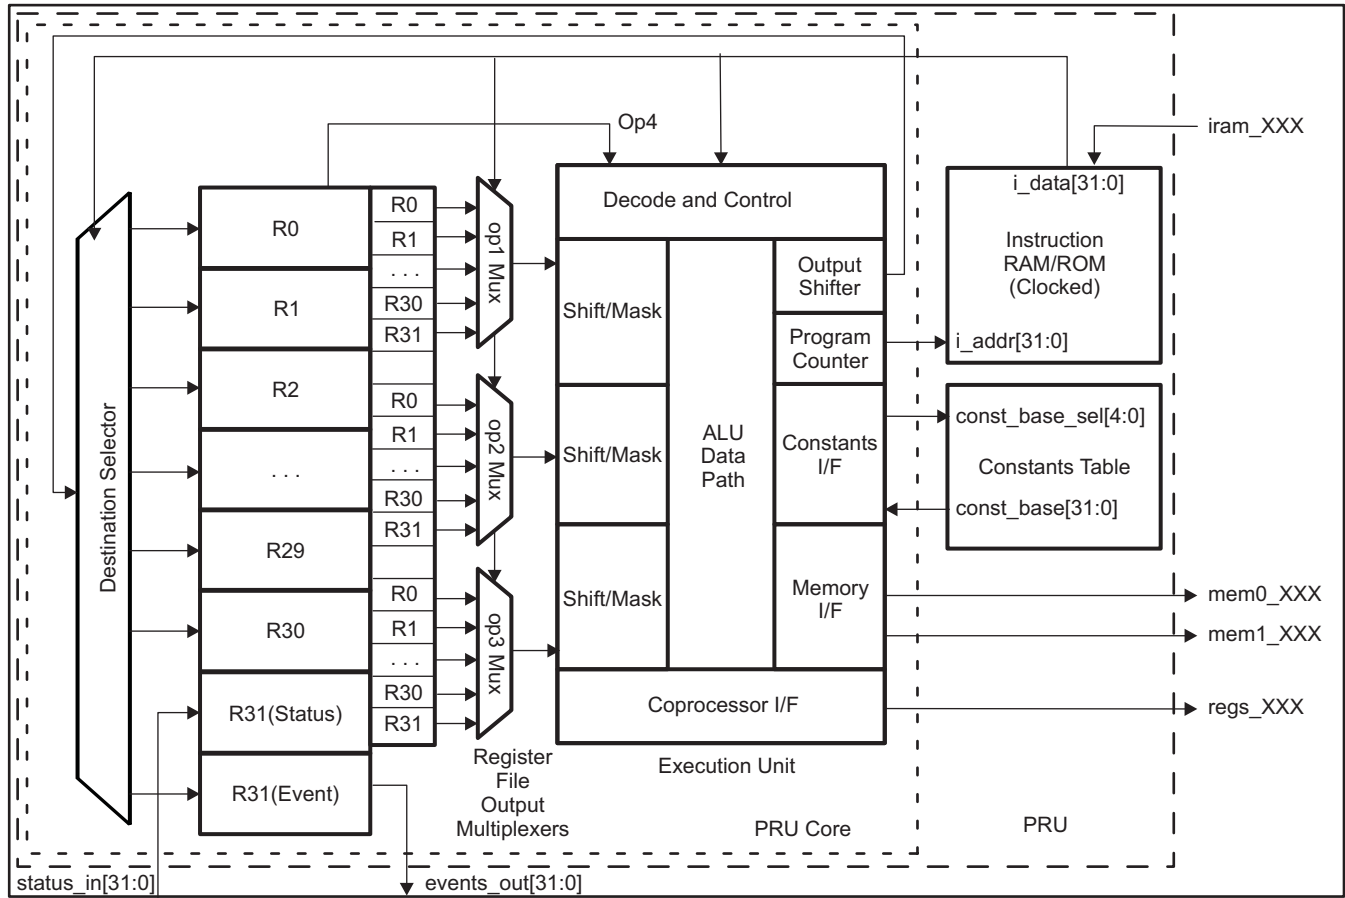 Op4
iram_XXX
i_data[31:0]
Instruction
RAM/ROM
(Clocked)
i_addr[31:0]
Decode and Control
Destination Selector
R0
R1
R2
. . .
R29
R30
R31(Status)
R31(Event)
R0
R1
. . .
R30
R31
R0
R1
. . .
R30
R31
R0
R1
. . .
R30
R31
op1 Mux
op2 Mux
op3 Mux
Register
File
Output
Multiplexers
Shift/Mask
Shift/Mask
Shift/Mask
ALU
Data
Path
Output
Shifter
Program
Counter
Constants
I/F
Memory
I/F
Coprocessor I/F
Execution Unit
const_base_sel[4:0]
Constants Table
const_base[31:0]
mem0_XXX
mem1_XXX
regs_XXX
PRU Core
PRU
status_in[31:0]
events_out[31:0]